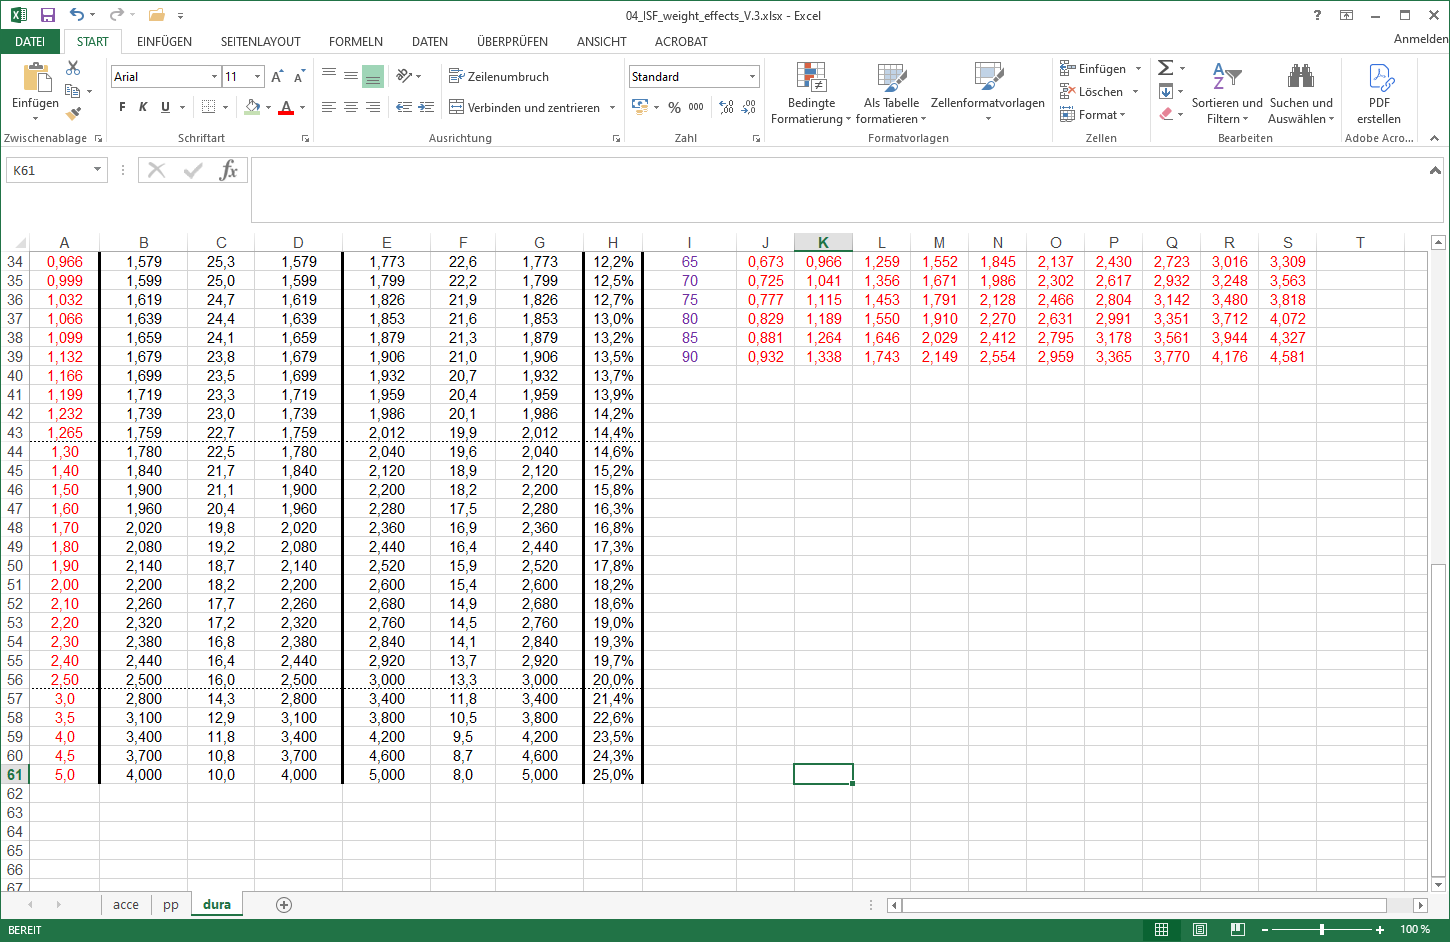 04_ISF_weight_effects_V.3.xlsx - Excel
?
DATEI START EINFÜGEN SEITENLAYOUT FORMELN DATEN ÜBERPRÜFEN ANSICHT ACROBAT Anmelden
Arial 11 A A Zeilenumbruch Standard Einfügen Σ
Löschen
Einfügen F K U A Verbinden und zentrieren % 000 Bedingte Als Tabelle Zellenformatvorlagen Format Sortieren und Suchen und PDF
Formatierung formatieren Filtern Auswählen erstellen
Zwischenablage Schriftart Ausrichtung Zahl Formatvorlagen Zellen Bearbeiten Adobe Acro...
K61 fx
A B C D E F G H I J K L M N O P Q R S T
34 0,966 1,579 25,3 1,579 1,773 22,6 1,773 12,2% 65 0,673 0,966 1,259 1,552 1,845 2,137 2,430 2,723 3,016 3,309
35 0,999 1,599 25,0 1,599 1,799 22,2 1,799 12,5% 70 0,725 1,041 1,356 1,671 1,986 2,302 2,617 2,932 3,248 3,563
36 1,032 1,619 24,7 1,619 1,826 21,9 1,826 12,7% 75 0,777 1,115 1,453 1,791 2,128 2,466 2,804 3,142 3,480 3,818
37 1,066 1,639 24,4 1,639 1,853 21,6 1,853 13,0% 80 0,829 1,189 1,550 1,910 2,270 2,631 2,991 3,351 3,712 4,072
38 1,099 1,659 24,1 1,659 1,879 21,3 1,879 13,2% 85 0,881 1,264 1,646 2,029 2,412 2,795 3,178 3,561 3,944 4,327
39 1,132 1,679 23,8 1,679 1,906 21,0 1,906 13,5% 90 0,932 1,338 1,743 2,149 2,554 2,959 3,365 3,770 4,176 4,581
40 1,166 1,699 23,5 1,699 1,932 20,7 1,932 13,7%
41 1,199 1,719 23,3 1,719 1,959 20,4 1,959 13,9%
42 1,232 1,739 23,0 1,739 1,986 20,1 1,986 14,2%
43 1,265 1,759 22,7 1,759 2,012 19,9 2,012 14,4%
44 1,30 1,780 22,5 1,780 2,040 19,6 2,040 14,6%
45 1,40 1,840 21,7 1,840 2,120 18,9 2,120 15,2%
46 1,50 1,900 21,1 1,900 2,200 18,2 2,200 15,8%
47 1,60 1,960 20,4 1,960 2,280 17,5 2,280 16,3%
48 1,70 2,020 19,8 2,020 2,360 16,9 2,360 16,8%
49 1,80 2,080 19,2 2,080 2,440 16,4 2,440 17,3%
50 1,90 2,140 18,7 2,140 2,520 15,9 2,520 17,8%
51 2,00 2,200 18,2 2,200 2,600 15,4 2,600 18,2%
52 2,10 2,260 17,7 2,260 2,680 14,9 2,680 18,6%
53 2,20 2,320 17,2 2,320 2,760 14,5 2,760 19,0%
54 2,30 2,380 16,8 2,380 2,840 14,1 2,840 19,3%
55 2,40 2,440 16,4 2,440 2,920 13,7 2,920 19,7%
56 2,50 2,500 16,0 2,500 3,000 13,3 3,000 20,0%
57 3,0 2,800 14,3 2,800 3,400 11,8 3,400 21,4%
58 3,5 3,100 12,9 3,100 3,800 10,5 3,800 22,6%
59 4,0 3,400 11,8 3,400 4,200 9,5 4,200 23,5%
60 4,5 3,700 10,8 3,700 4,600 8,7 4,600 24,3%
61 5,0 4,000 10,0 4,000 5,000 8,0 5,000 25,0%
62
63
64
65
66
67
acce pp dura
BEREIT 100 %